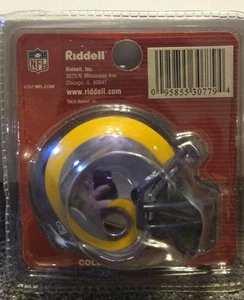 NFL
VISIT NFL.COM
Riddell
Riddell, Inc.
3670 N. Milwaukee Ave
Chicago, IL 60641
www.riddell.com
0 95855 30779 4
COL